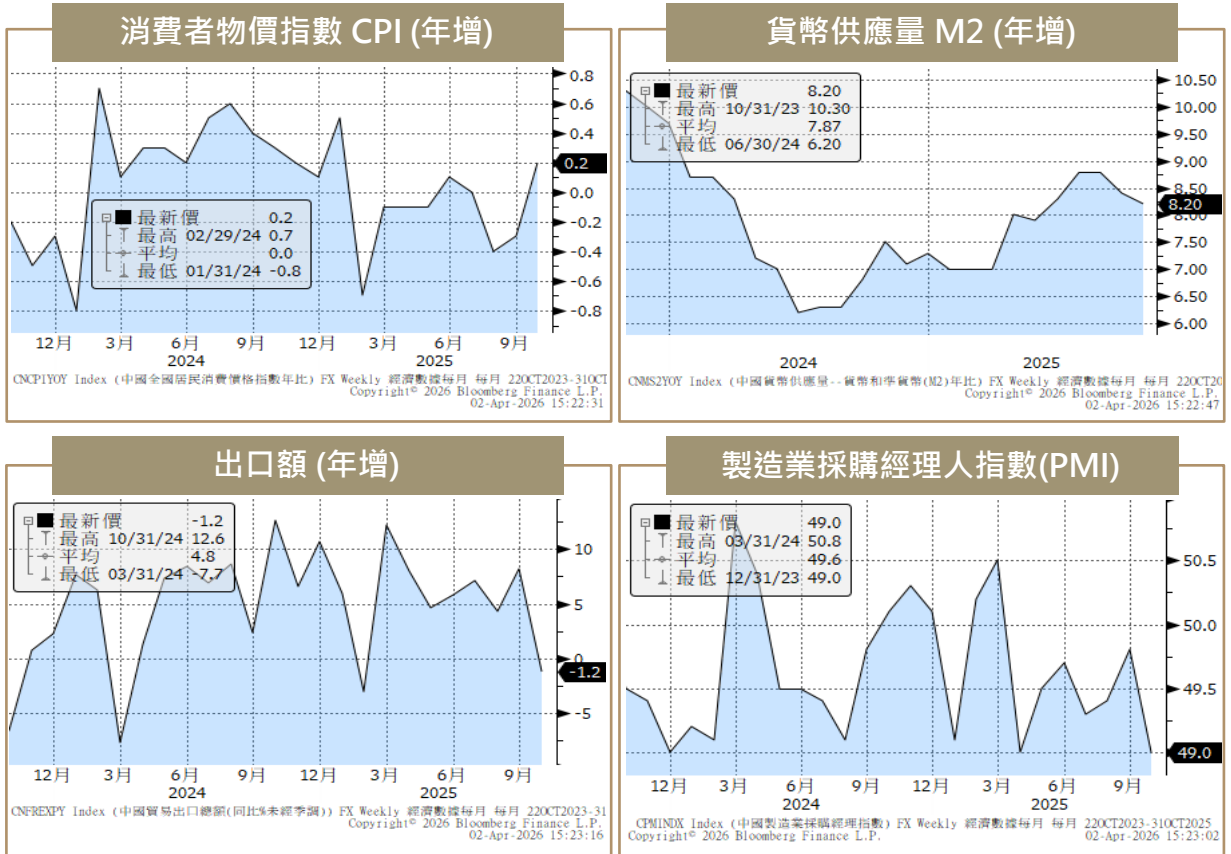 消費者物價指數 CPI (年增)
0.8
0.6
0.4
0.2
0.0
-0.2
-0.4
-0.6
-0.8
最新價 0.2
最高 02/29/24 0.7
平均 0.0
最低 01/31/24 -0.8
12月 3月 6月 9月 12月 3月 6月 9月
2024 2025
CNCPIYOY Index (中國全國居民消費價格指數年比) FX Weekly 經濟數據每月 每月 22OCT2023-31OCT
Copyright© 2026 Bloomberg Finance L.P.
02-Apr-2026 15:22:31
貨幣供應量 M2 (年增)
最新價 8.20
最高 10/31/23 10.30
平均 7.87
最低 06/30/24 6.20
10.50
10.00
9.50
9.00
8.50
8.20
8.00
7.50
7.00
6.50
6.00
2024 2025
CNMS2YOY Index (中國貨幣供應量--貨幣和準貨幣(M2)年比) FX Weekly 經濟數據每月 每月 22OCT20
Copyright© 2026 Bloomberg Finance L.P.
02-Apr-2026 15:22:47
出口額 (年增)
最新價 -1.2
最高 10/31/24 12.6
平均 4.8
最低 03/31/24 -7.7
10
5
0
-1.2
-5
12月 3月 6月 9月 12月 3月 6月 9月
2024 2025
CNFREXPY Index (中國貿易出口總額(同比%未經季調)) FX Weekly 經濟數據每月 每月 22OCT2023-31
Copyright© 2026 Bloomberg Finance L.P.
02-Apr-2026 15:23:16
製造業採購經理人指數(PMI)
最新價 49.0
最高 03/31/24 50.8
平均 49.6
最低 12/31/23 49.0
50.5
50.0
49.5
49.0
12月 3月 6月 9月 12月 3月 6月 9月
2024 2025
CPMINDX Index (中國製造業採購經理指數) FX Weekly 經濟數據每月 每月 22OCT2023-31OCT2025
Copyright© 2026 Bloomberg Finance L.P. 02-Apr-2026 15:23:02